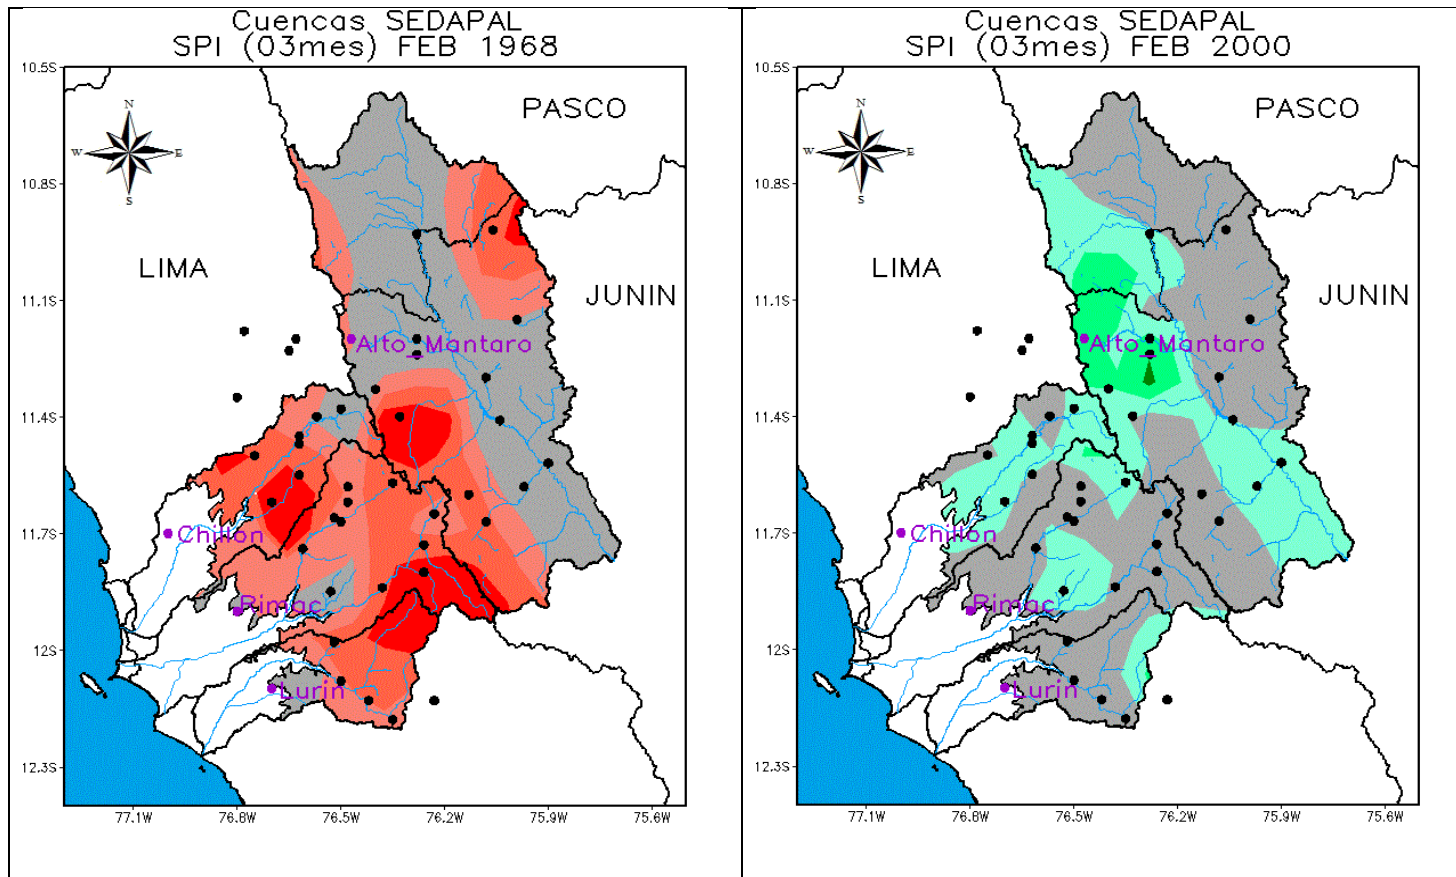 Cuencas SEDAPAL
SPI (03mes) FEB 1968
10.5S
10.8S
11.1S
11.4S
11.7S
12S
12.3S
77.1W
76.8W
76.5W
76.2W
75.9W
75.6W
N
W
E
S
PASCO
LIMA
JUNIN
Alto_Mantaro
Chillon
Rimac
Lurin
Cuencas SEDAPAL
SPI (03mes) FEB 2000
10.5S
10.8S
11.1S
11.4S
11.7S
12S
12.3S
77.1W
76.8W
76.5W
76.2W
75.9W
75.6W
N
W
E
S
PASCO
LIMA
JUNIN
Alto_Mantaro
Chillon
Rimac
Lurin